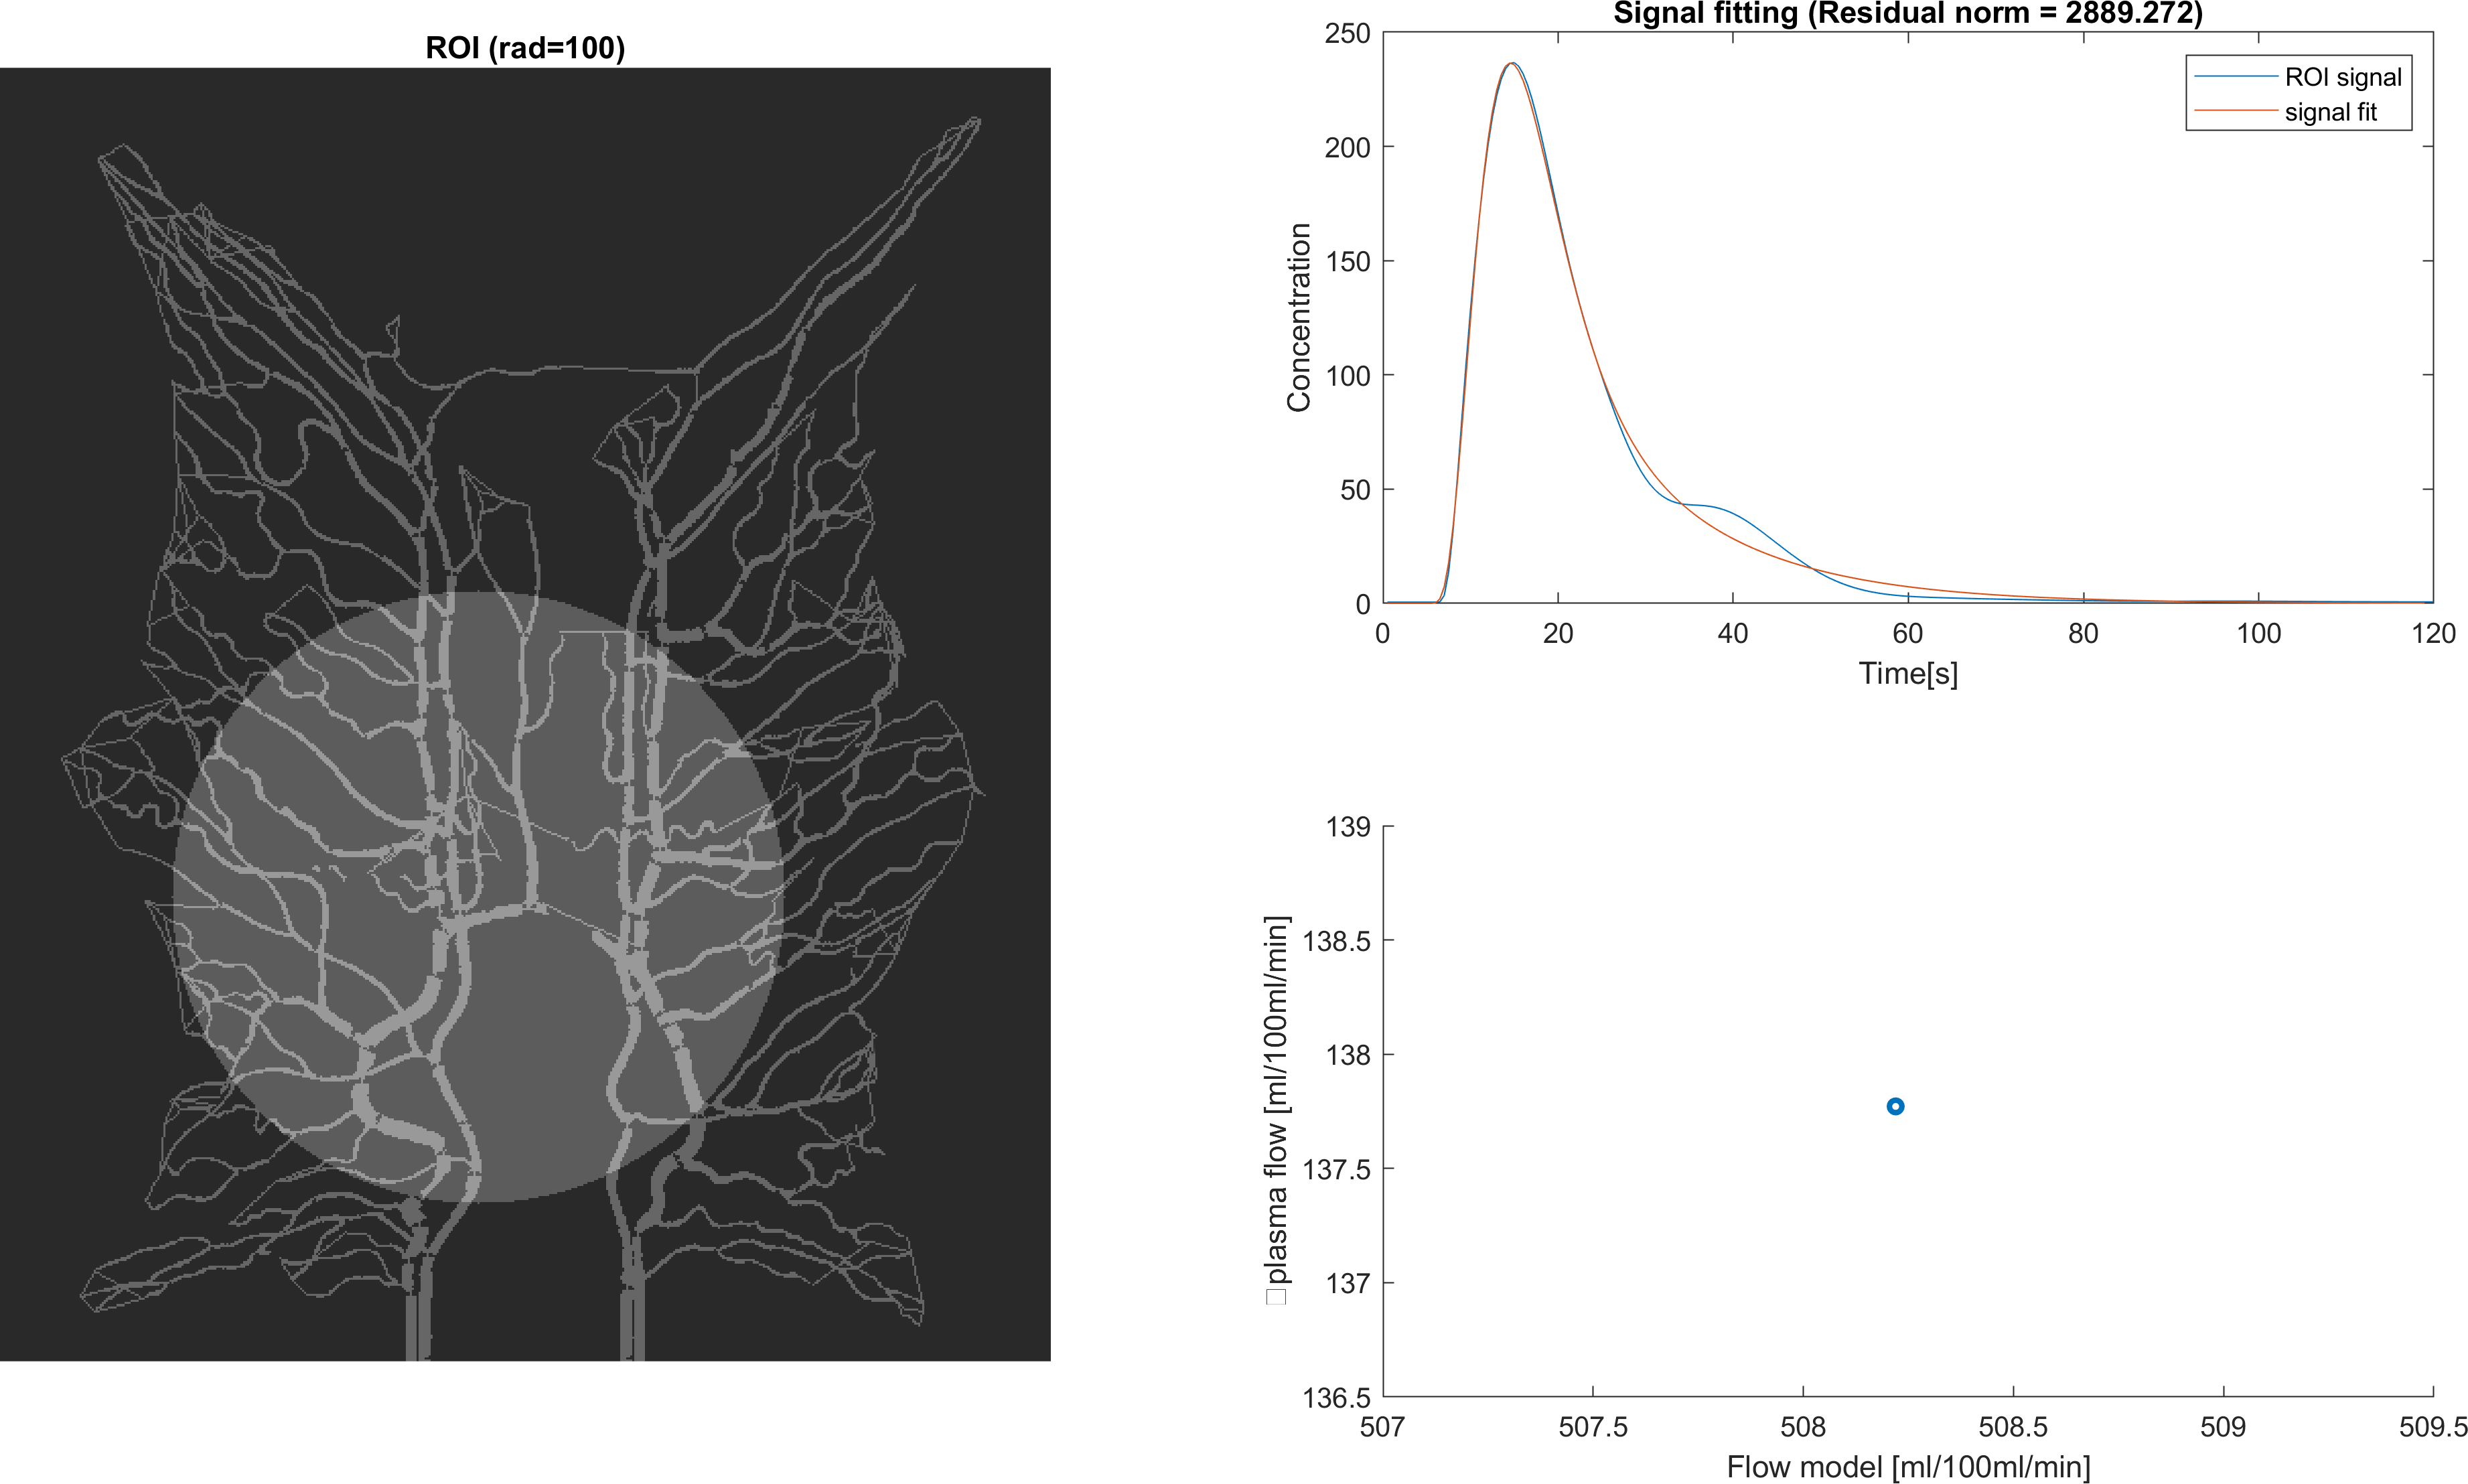 ROI (rad=100)
Signal fitting (Residual norm = 2889.272)
250
200
150
100
50
0
Concentration
ROI signal
signal fit
0 20 40 60 80 100 120
Time[s]
139
138.5
138
137.5
137
136.5
□plasma flow [ml/100ml/min]
507 507.5 508 508.5 509 509.5
Flow model [ml/100ml/min]